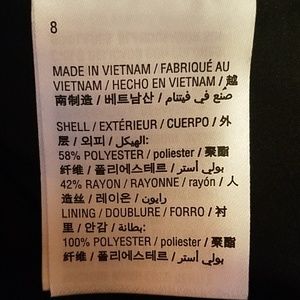 8
MADE IN VIETNAM / FABRIQUÉ AU
VIETNAM / HECHO EN VIETNAM / 越
南制造 / 베트남산 / صُنع في فيتنام
SHELL / EXTÉRIEUR / CUERPO / 外
层 / 외피 / الهيكل:
58% POLYESTER / poliester / 聚酯
纤维 / 폴리에스테르 / بولي أستر
42% RAYON / RAYONNE / rayón / 人
造丝 / 레이온 / رايون
LINING / DOUBLURE / FORRO / 衬
里 / 안감 / بطانة:
100% POLYESTER / poliester / 聚酯
纤维 / 폴리에스테르 / بولي أستر